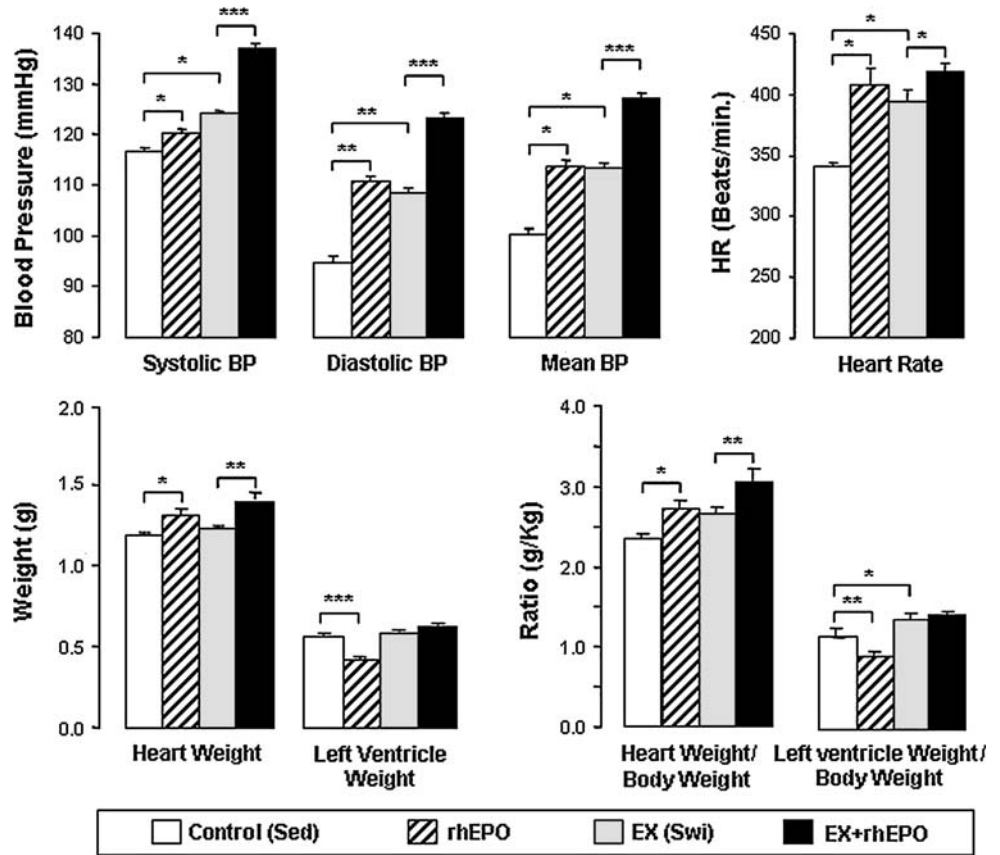 Blood Pressure (mmHg)
140
130
120
110
100
90
80
*
*
***
**
**
***
*
*
***
Systolic BP
Diastolic BP
Mean BP
HR (Beats/min.)
450
400
350
300
250
200
*
*
*
Heart Rate
Weight (g)
2.0
1.5
1.0
0.5
0.0
*
**
***
Heart Weight
Left Ventricle
Weight
Ratio (g/Kg)
4.0
3.0
2.0
1.0
0.0
*
**
**
*
Heart Weight/
Body Weight
Left ventricle Weight/
Body Weight
Control (Sed)
rhEPO
EX (Swi)
EX+rhEPO